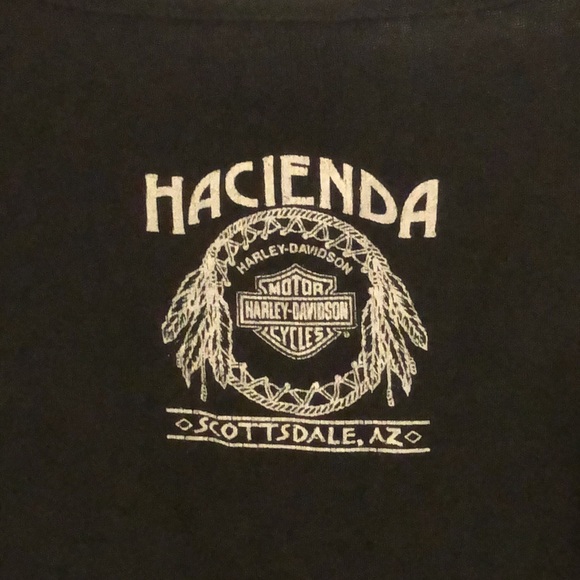 HACIENDA
HARLEY-DAVIDSON
MOTOR
HARLEY-DAVIDSON
CYCLES
SCOTTSDALE, AZ